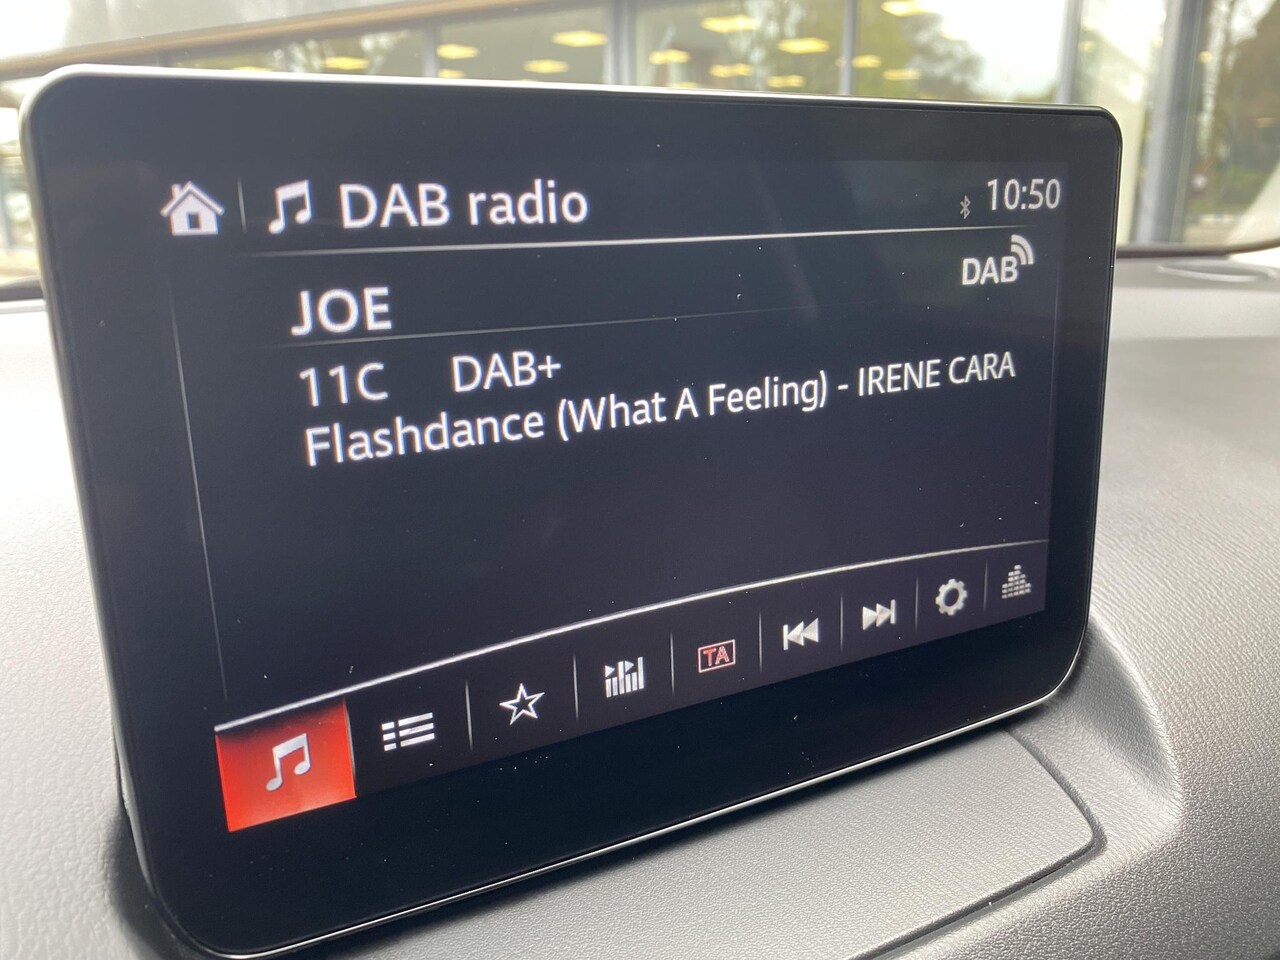 DAB radio
10:50
DAB
JOE
11C DAB+
Flashdance (What A Feeling) - IRENE CARA
TA